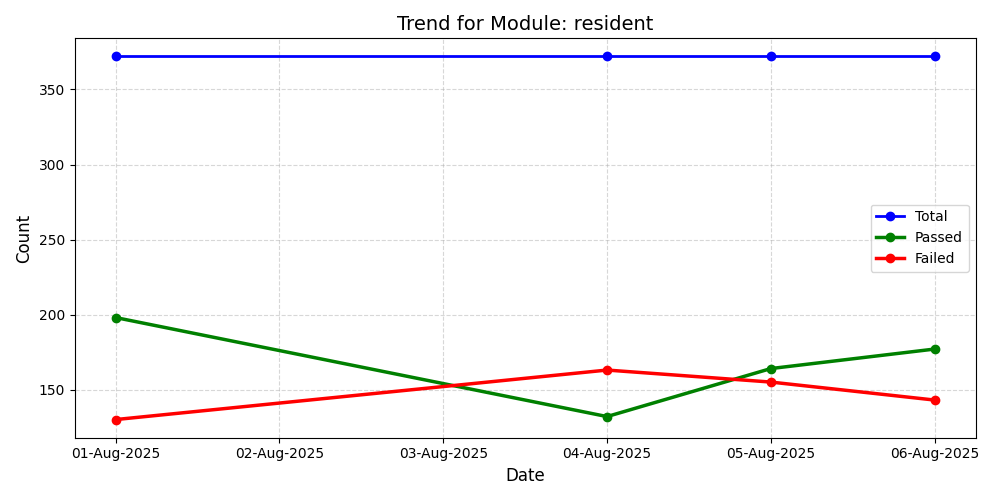 Trend for Module: resident
350
300
250
200
150
Count
Total
Passed
Failed
01-Aug-2025 02-Aug-2025 03-Aug-2025 04-Aug-2025 05-Aug-2025 06-Aug-2025
Date